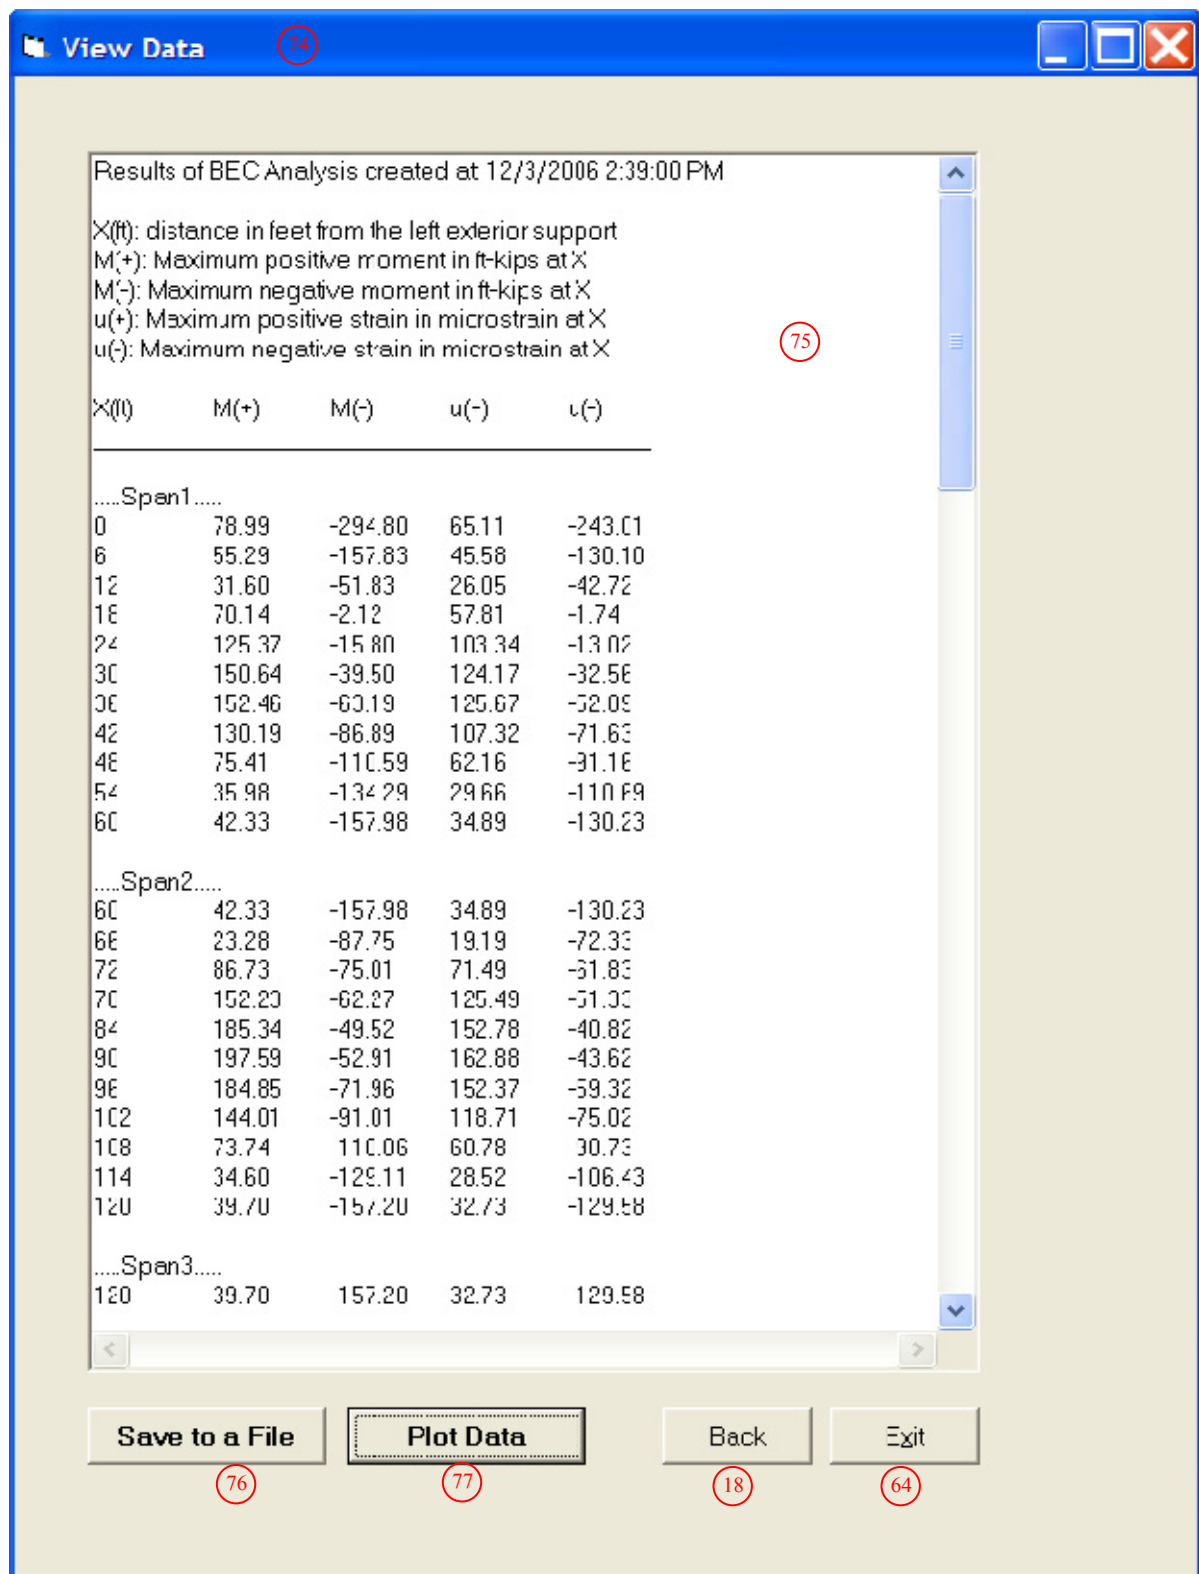 View Data 74
Results of BEC Analysis created at 12/3/2006 2:39:00 PM
X(ft): distance in feet from the left exterior support
M(+): Maximum positive moment in ft-kips at X
M(-): Maximum negative moment in ft-kips at X
u(+): Maximum positive strain in microstrain at X
u(-): Maximum negative strain in microstrain at X
75
X(ft) M(+) M(-) u(-) u(-)
.....Span1.....
0 78.99 -294.80 65.11 -243.01
6 55.29 -157.83 45.58 -130.10
12 31.60 -51.83 26.05 -42.72
18 70.14 -2.12 57.81 -1.74
24 125.37 -15.80 103.34 -13.02
30 150.64 -39.50 124.17 -32.56
36 152.46 -63.19 125.67 -52.09
42 130.19 -86.89 107.32 -71.63
48 75.41 -110.59 62.16 -91.16
54 35.98 -134.29 29.66 -110.69
60 42.33 -157.98 34.89 -130.23
.....Span2.....
60 42.33 -157.98 34.89 -130.23
66 23.28 -87.75 19.19 -72.33
72 86.73 -75.01 71.49 -61.83
78 152.23 -62.27 125.49 -51.33
84 185.34 -49.52 152.78 -40.82
90 197.59 -52.91 162.88 -43.62
96 184.85 -71.96 152.37 -59.32
102 144.01 -91.01 118.71 -75.02
108 73.74 110.06 60.78 90.73
114 34.60 -129.11 28.52 -106.43
120 39.70 -157.20 32.73 -129.58
.....Span3.....
120 39.70 157.20 32.73 129.58
Save to a File Plot Data Back Exit
76 77 18 64